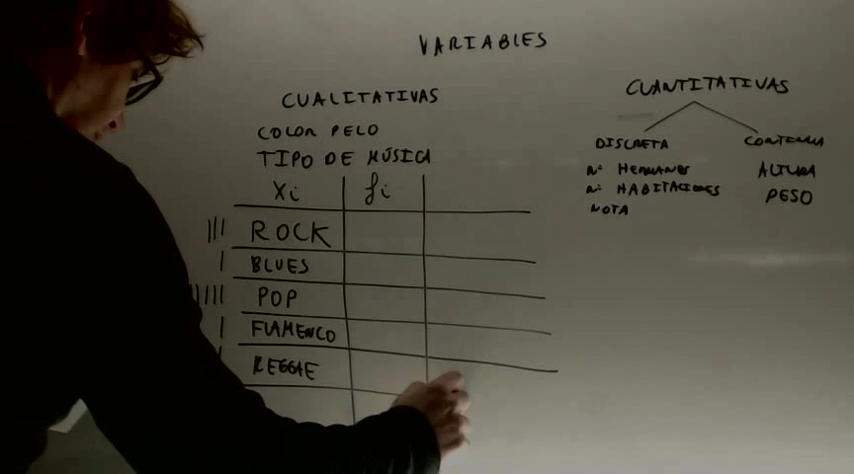 VARIABLES
CUALITATIVAS
COLOR PELO
TIPO DE MÚSICA
Xi fi
||| ROCK
| BLUES
||||| POP
| FLAMENCO
| REGGAE
CUANTITATIVAS
DISCRETA
Nº HERMANOS
Nº HABITACIONES
NOTA
CONTINUA
ALTURA
PESO